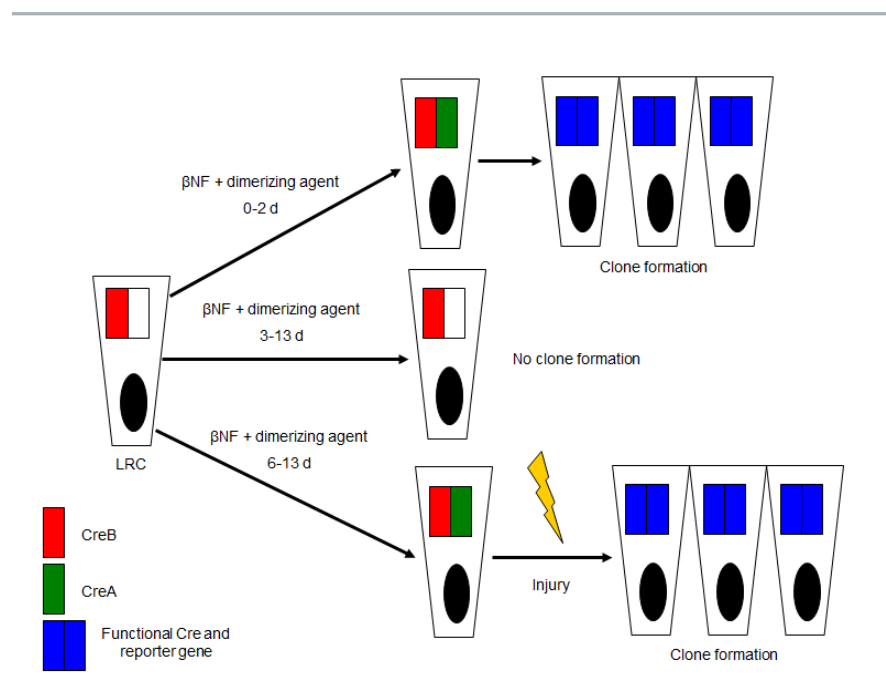 βNF + dimerizing agent
0-2 d
Clone formation
βNF + dimerizing agent
3-13 d
No clone formation
βNF + dimerizing agent
6-13 d
LRC
Injury
Clone formation
CreB
CreA
Functional Cre and
reporter gene